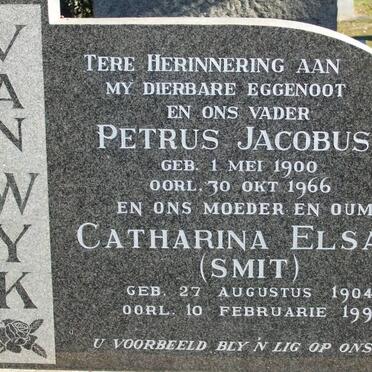 VAN WYK
TERE HERINNERING AAN
MY DIERBARE EGGENOOT
EN ONS VADER
PETRUS JACOBUS
GEB. 1 MEI 1900
OORL. 30 OKT 1966
EN ONS MOEDER EN OUM
CATHARINA ELSA
(SMIT)
GEB. 27 AUGUSTUS 1904
OORL. 10 FEBRUARIE 199
U VOORBEELD BLY 'N LIG OP ONS